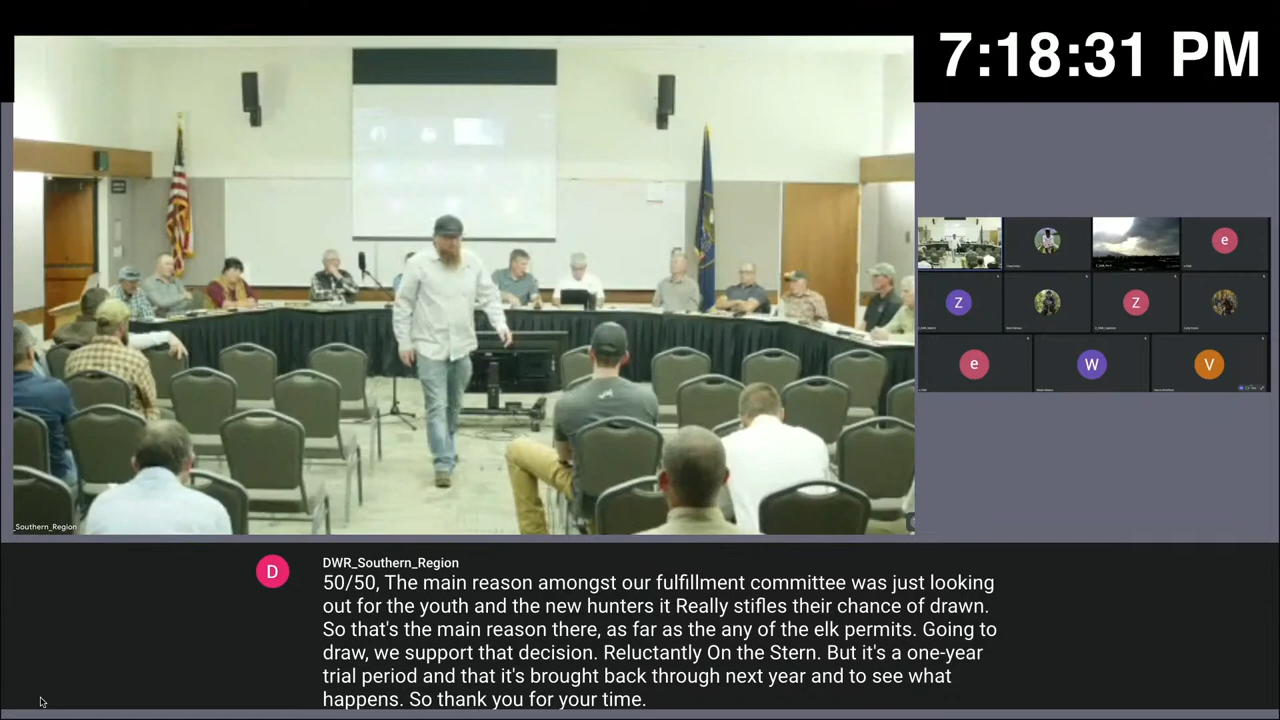 7:18:31 PM
e
Z
Z
e
W
V
_Southern_Region
D
DWR_Southern_Region
50/50, The main reason amongst our fulfillment committee was just looking
out for the youth and the new hunters it Really stifles their chance of drawn.
So that's the main reason there, as far as the any of the elk permits. Going to
draw, we support that decision. Reluctantly On the Stern. But it's a one-year
trial period and that it's brought back through next year and to see what
happens. So thank you for your time.